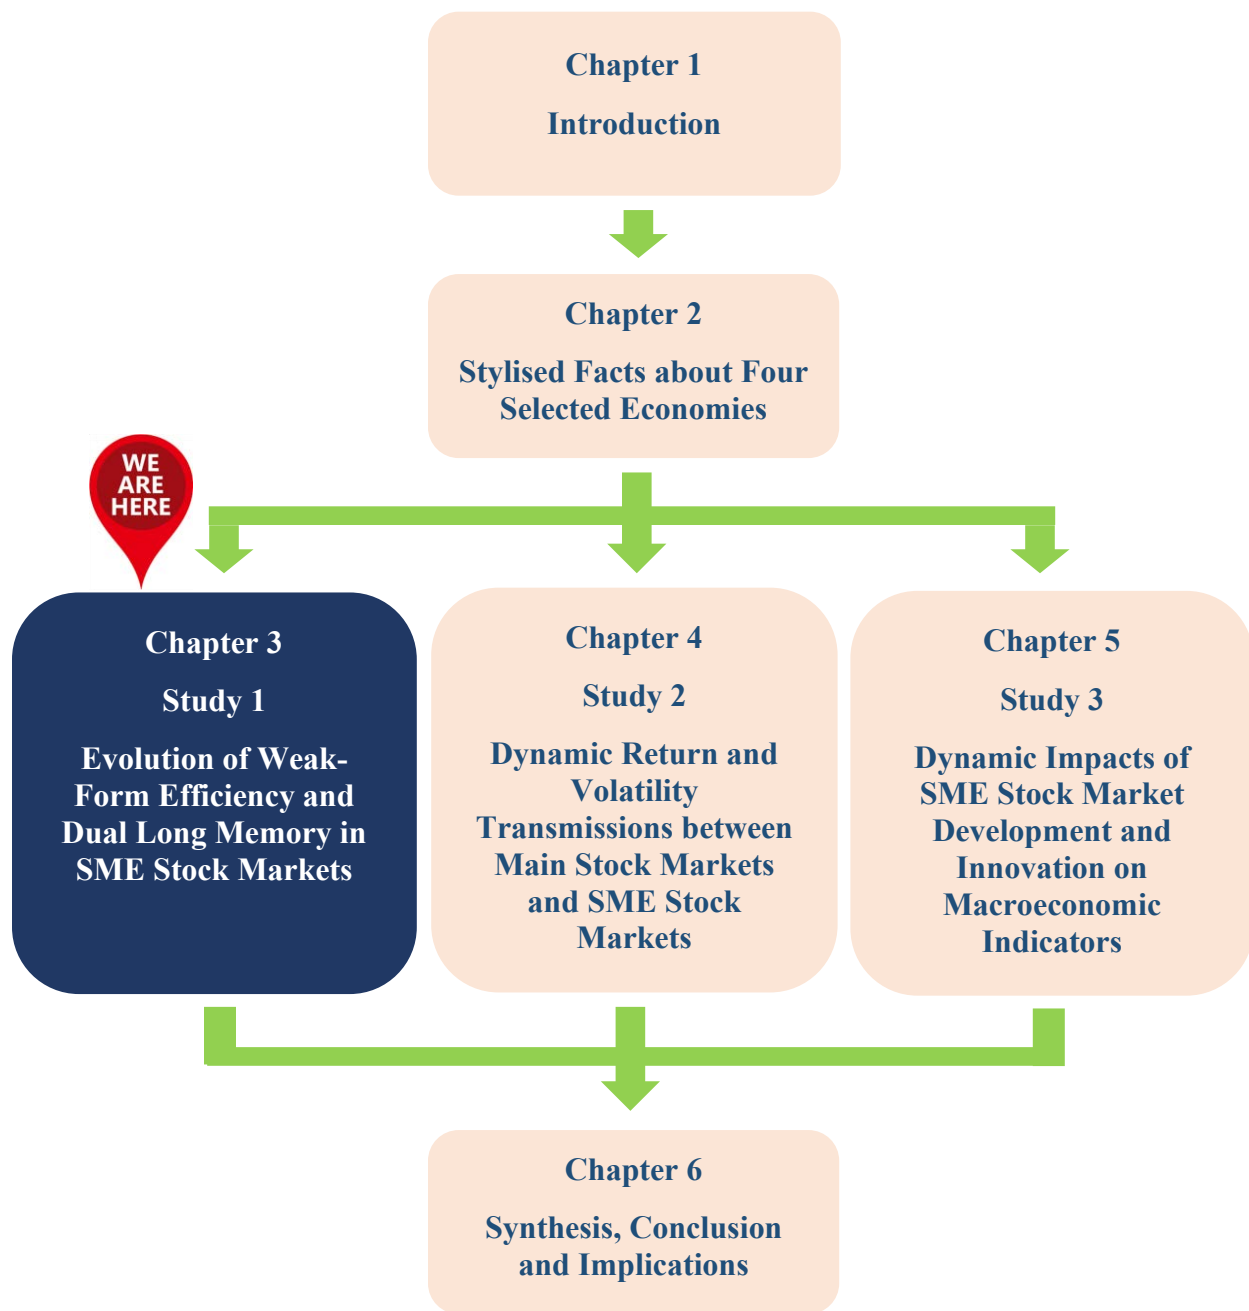 Chapter 1
Introduction
Chapter 2
Stylised Facts about Four
Selected Economies
WE
ARE
HERE
Chapter 3
Study 1
Evolution of Weak-
Form Efficiency and
Dual Long Memory in
SME Stock Markets
Chapter 4
Study 2
Dynamic Return and
Volatility
Transmissions between
Main Stock Markets
and SME Stock
Markets
Chapter 5
Study 3
Dynamic Impacts of
SME Stock Market
Development and
Innovation on
Macroeconomic
Indicators
Chapter 6
Synthesis, Conclusion
and Implications